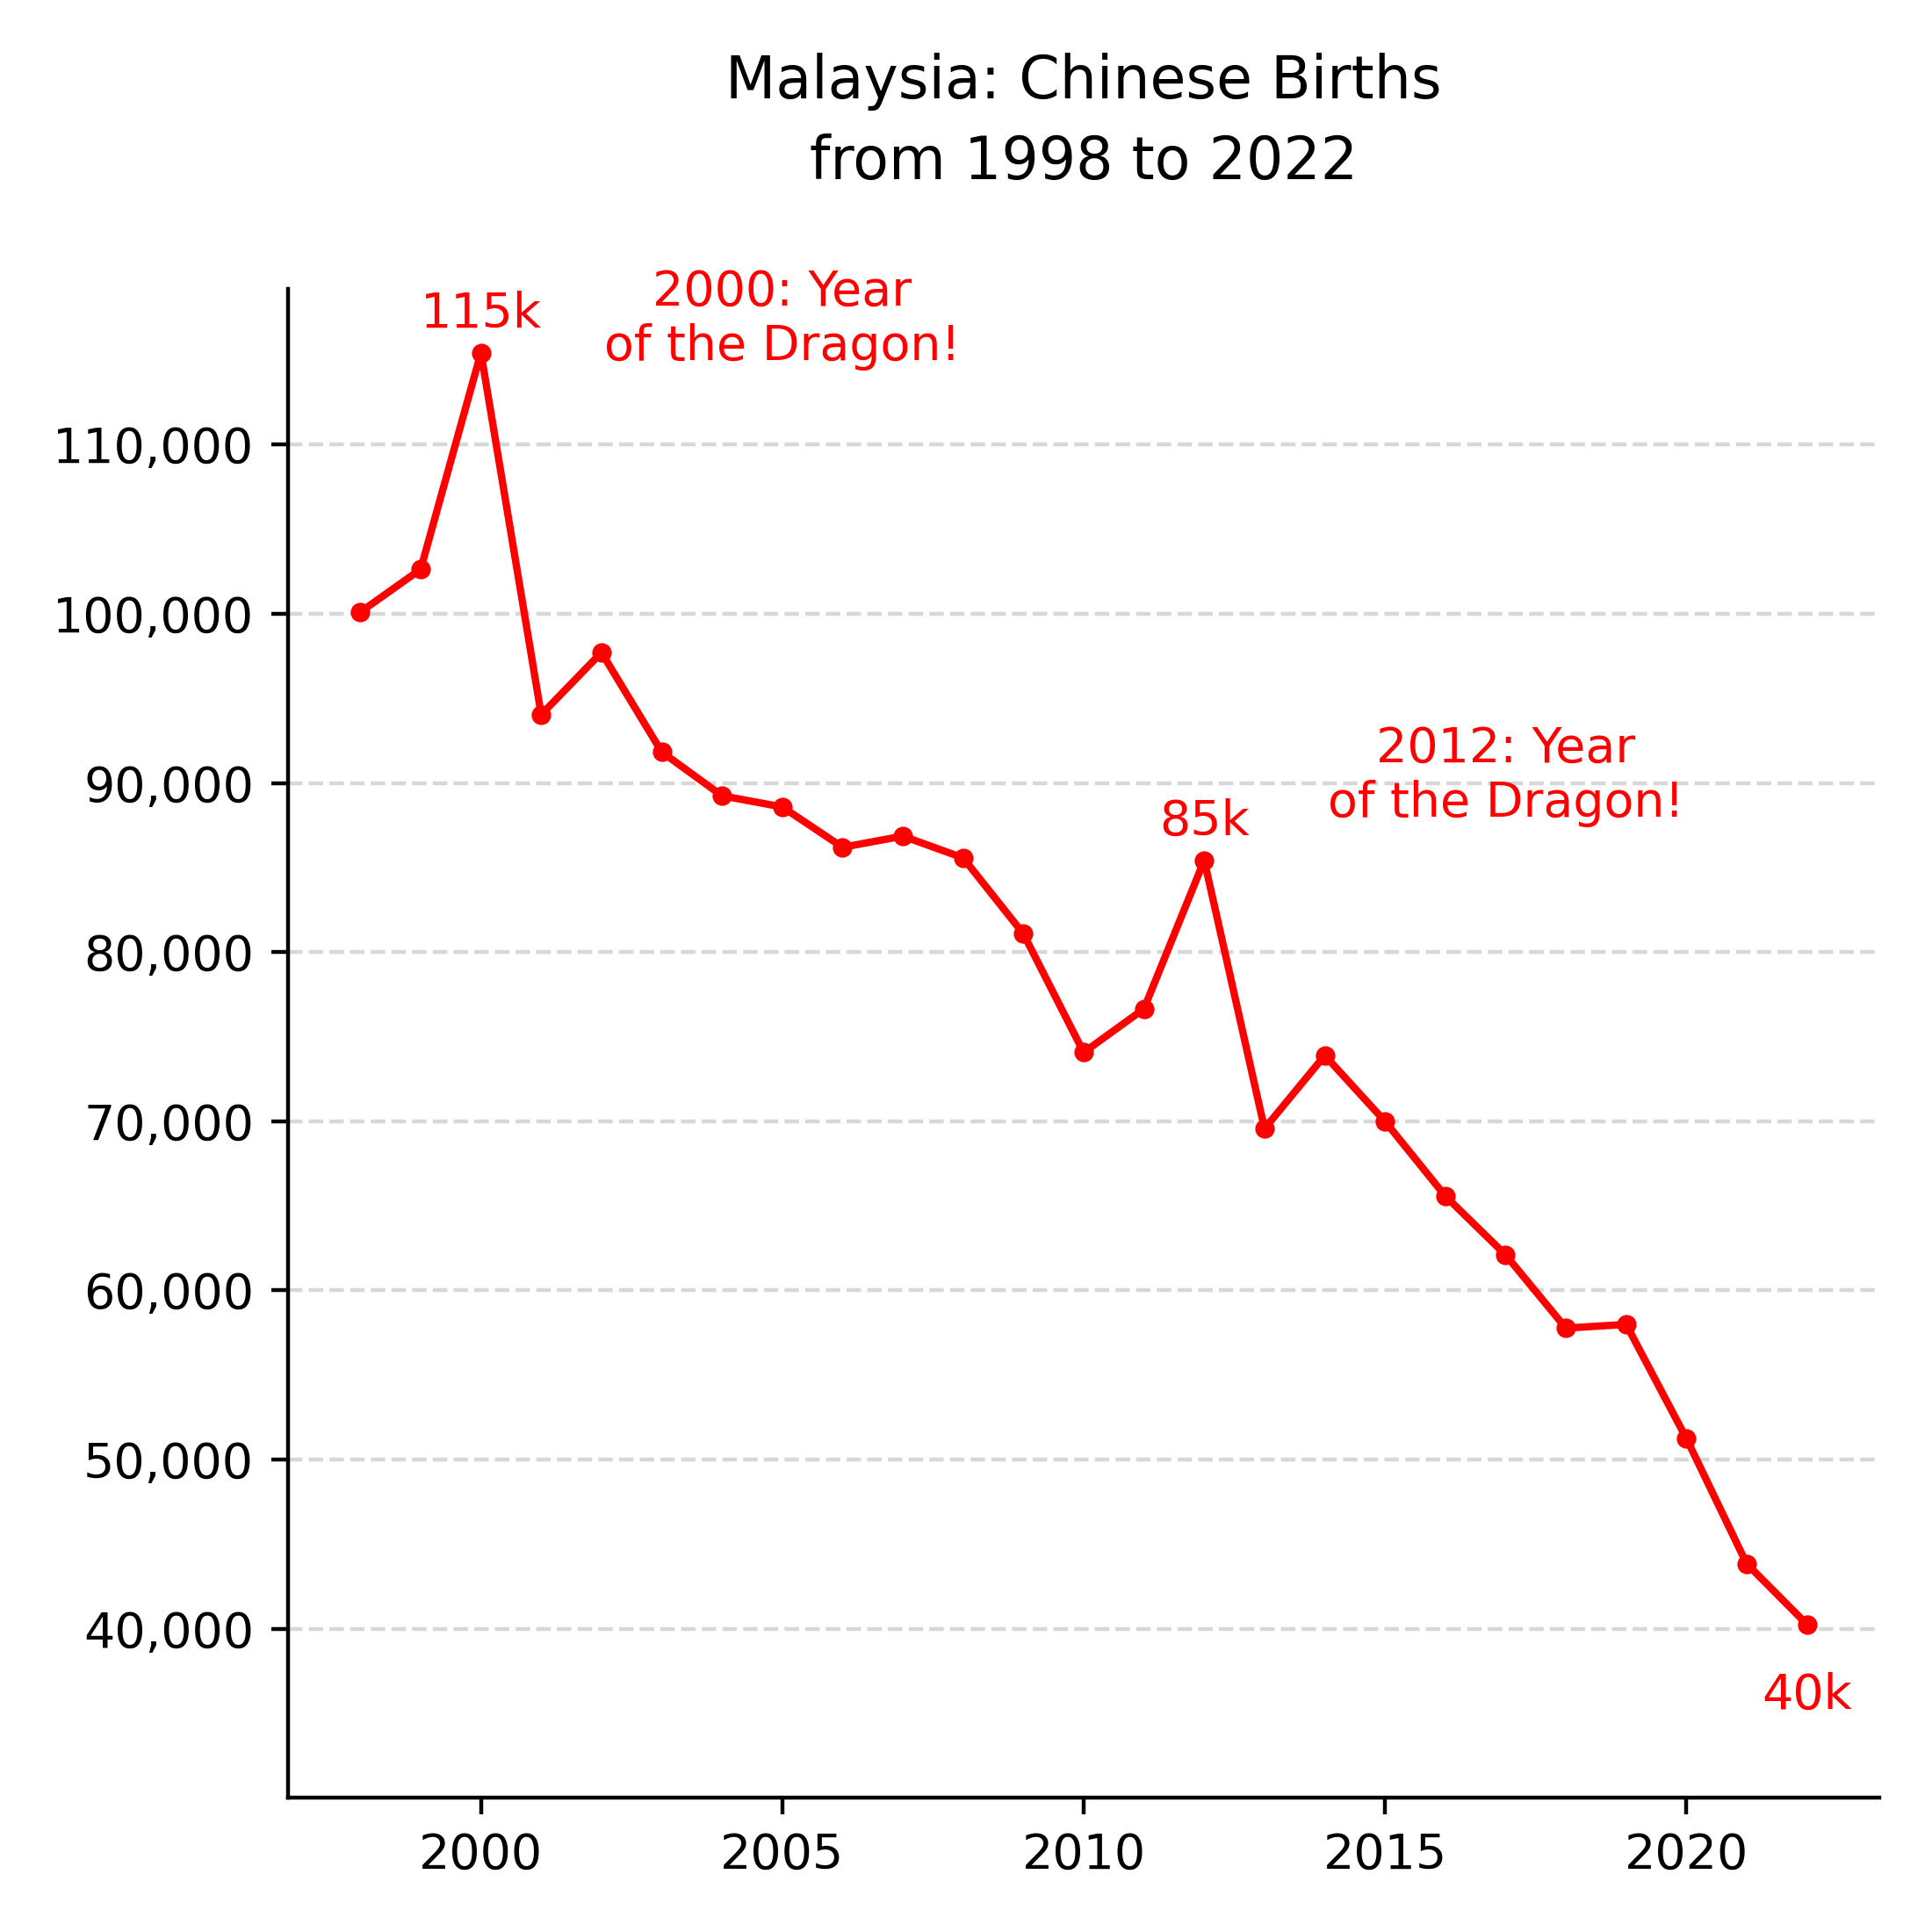 Malaysia: Chinese Births
from 1998 to 2022
115k
2000: Year
of the Dragon!
110,000
100,000
90,000
80,000
70,000
60,000
50,000
40,000
85k
2012: Year
of the Dragon!
40k
2000
2005
2010
2015
2020